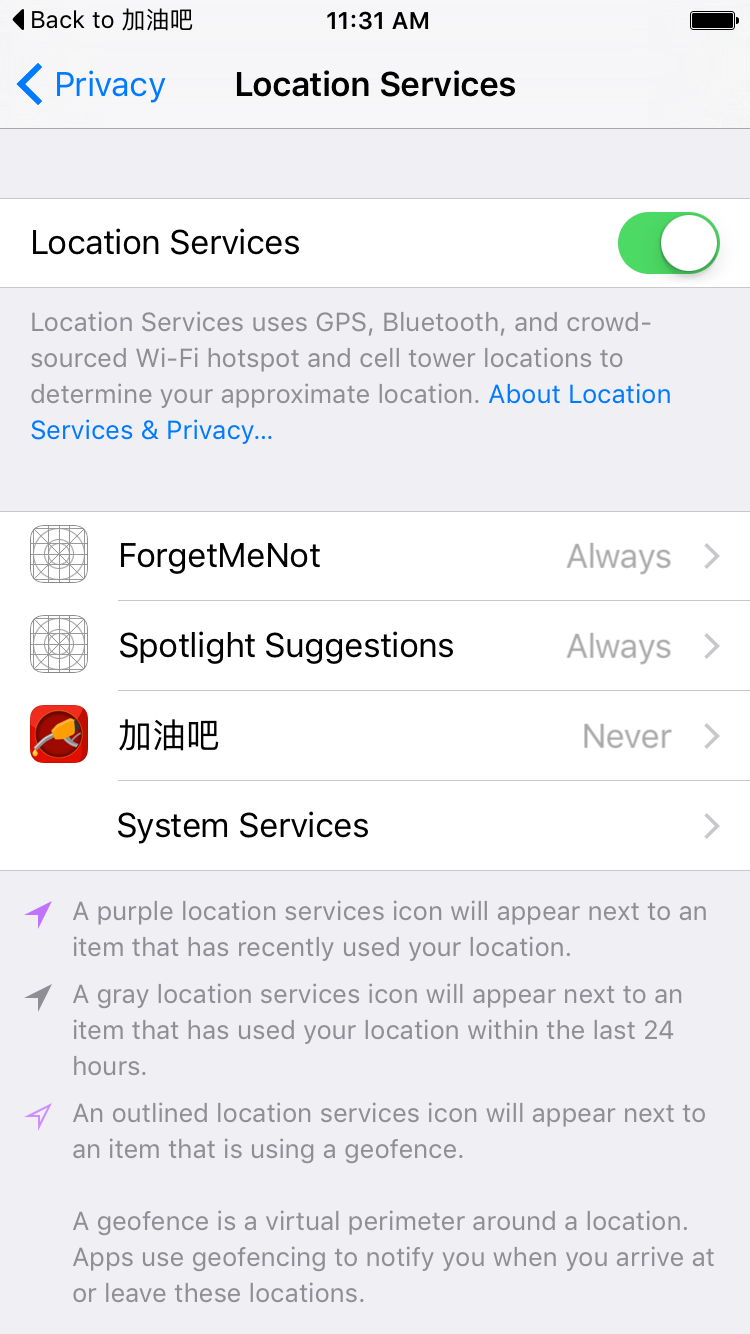 Back to 加油吧
11:31 AM
Privacy
Location Services
Location Services
Location Services uses GPS, Bluetooth, and crowd-
sourced Wi-Fi hotspot and cell tower locations to
determine your approximate location. About Location
Services & Privacy...
ForgetMeNot Always
Spotlight Suggestions Always
加油吧 Never
System Services
A purple location services icon will appear next to an
item that has recently used your location.
A gray location services icon will appear next to an
item that has used your location within the last 24
hours.
An outlined location services icon will appear next to
an item that is using a geofence.
A geofence is a virtual perimeter around a location.
Apps use geofencing to notify you when you arrive at
or leave these locations.